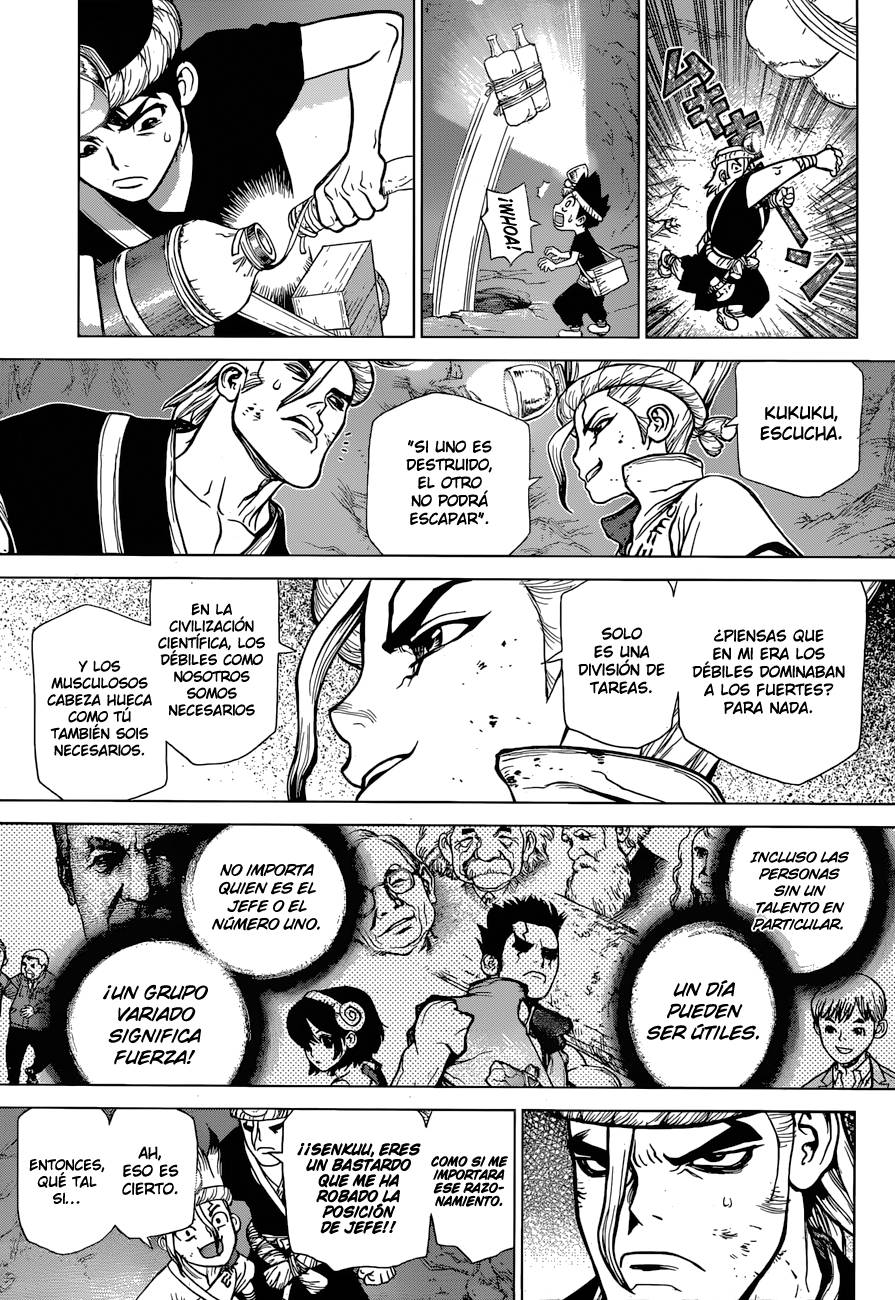 ¡WHOA!
KUKUKU,
ESCUCHA.
"SI UNO ES
DESTRUIDO,
EL OTRO
NO PODRÁ
ESCAPAR".
¿PIENSAS QUE
EN MI ERA LOS
DÉBILES DOMINABAN
A LOS FUERTES?
PARA NADA.
SOLO
ES UNA
DIVISIÓN DE
TAREAS.
EN LA
CIVILIZACIÓN
CIENTÍFICA, LOS
DÉBILES COMO
NOSOTROS
SOMOS
NECESARIOS
Y LOS
MUSCULOSOS
CABEZA HUECA
COMO TÚ
TAMBIÉN SOIS
NECESARIOS.
INCLUSO LAS
PERSONAS
SIN UN
TALENTO EN
PARTICULAR.
UN DÍA
PUEDEN
SER ÚTILES.
NO IMPORTA
QUIEN ES EL
JEFE O EL
NÚMERO UNO.
¡UN GRUPO
VARIADO
SIGNIFICA
FUERZA!
COMO SI ME
IMPORTARA
ESE RAZO-
NAMIENTO.
¡¡SENKUU, ERES
UN BASTARDO
QUE ME HA
ROBADO LA
POSICIÓN
DE JEFE!!
AH,
ESO ES
CIERTO.
ENTONCES,
QUÉ TAL
SI...